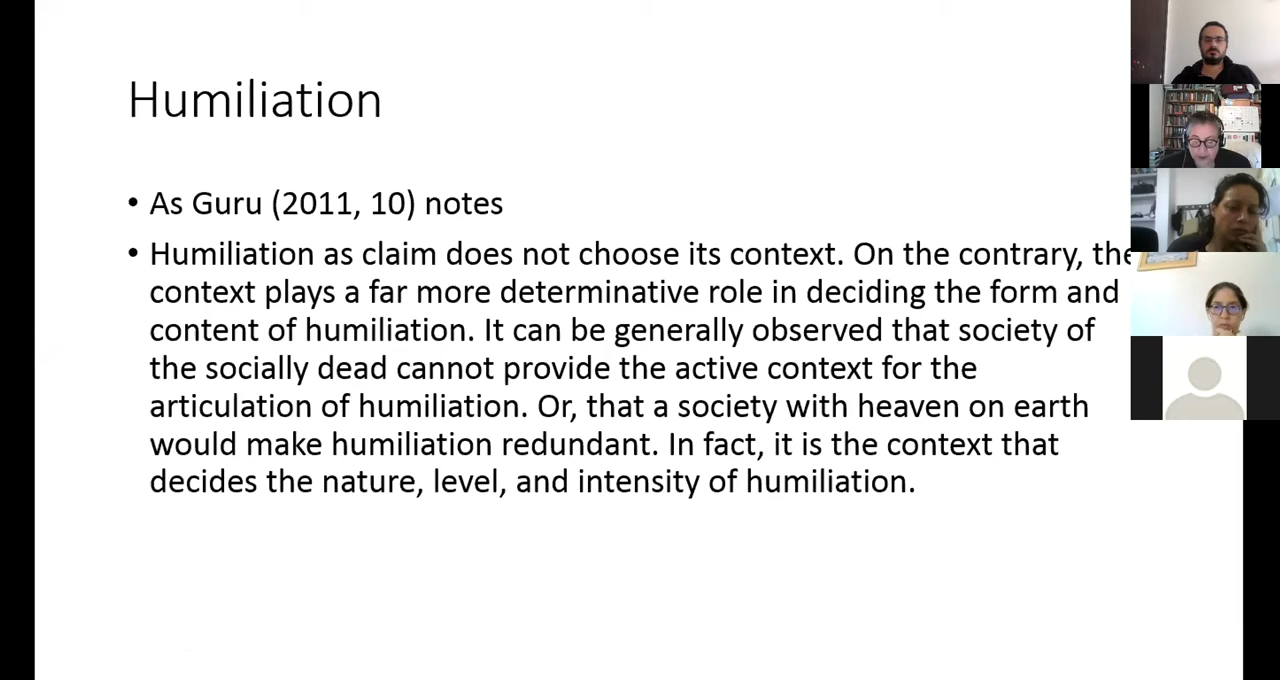 Humiliation
• As Guru (2011, 10) notes
• Humiliation as claim does not choose its context. On the contrary, the
context plays a far more determinative role in deciding the form and
content of humiliation. It can be generally observed that society of
the socially dead cannot provide the active context for the
articulation of humiliation. Or, that a society with heaven on earth
would make humiliation redundant. In fact, it is the context that
decides the nature, level, and intensity of humiliation.